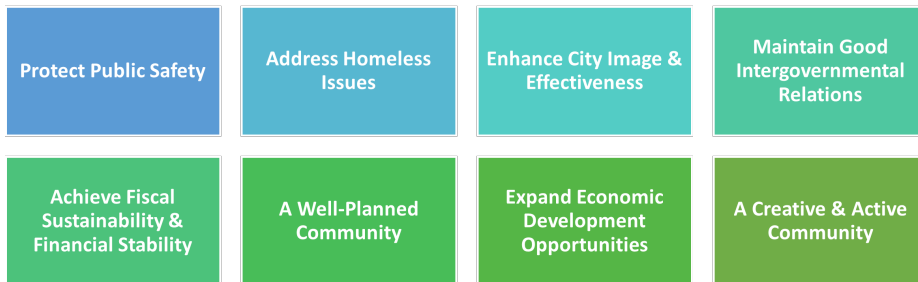 Protect Public Safety
Address Homeless
Issues
Enhance City Image &
Effectiveness
Maintain Good
Intergovernmental
Relations
Achieve Fiscal
Sustainability &
Financial Stability
A Well-Planned
Community
Expand Economic
Development
Opportunities
A Creative & Active
Community